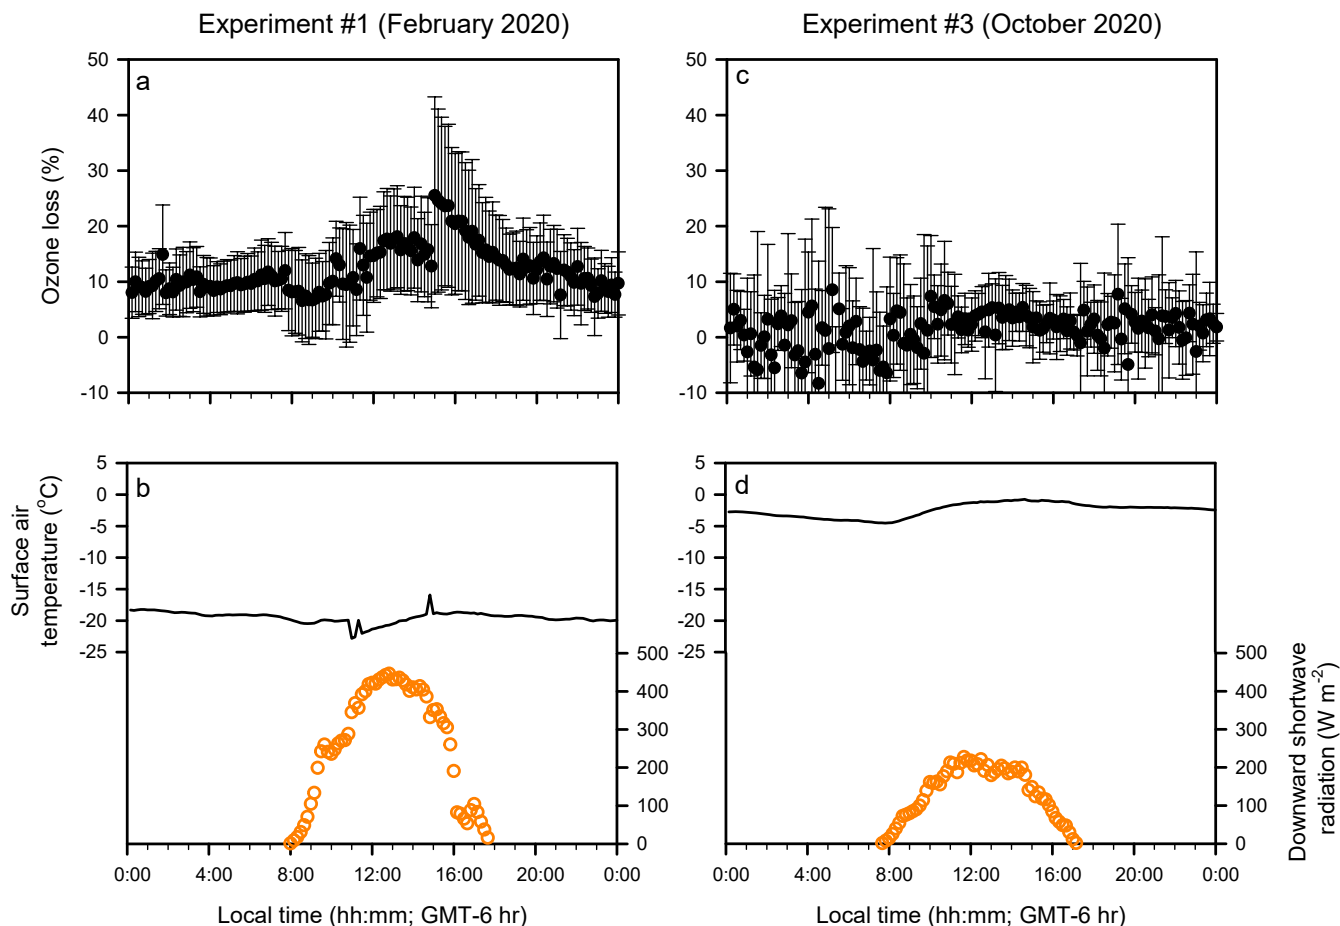 Experiment #1 (February 2020)
Experiment #3 (October 2020)
a
50
40
30
20
10
0
-10
Ozone loss (%)
c
50
40
30
20
10
0
-10
b
5
0
-5
-10
-15
-20
-25
Surface air
temperature (°C)
500
400
300
200
100
0
0:00 4:00 8:00 12:00 16:00 20:00 0:00
Local time (hh:mm; GMT-6 hr)
d
5
0
-5
-10
-15
-20
-25
500
400
300
200
100
0
Downward shortwave
radiation (W m⁻²)
0:00 4:00 8:00 12:00 16:00 20:00 0:00
Local time (hh:mm; GMT-6 hr)